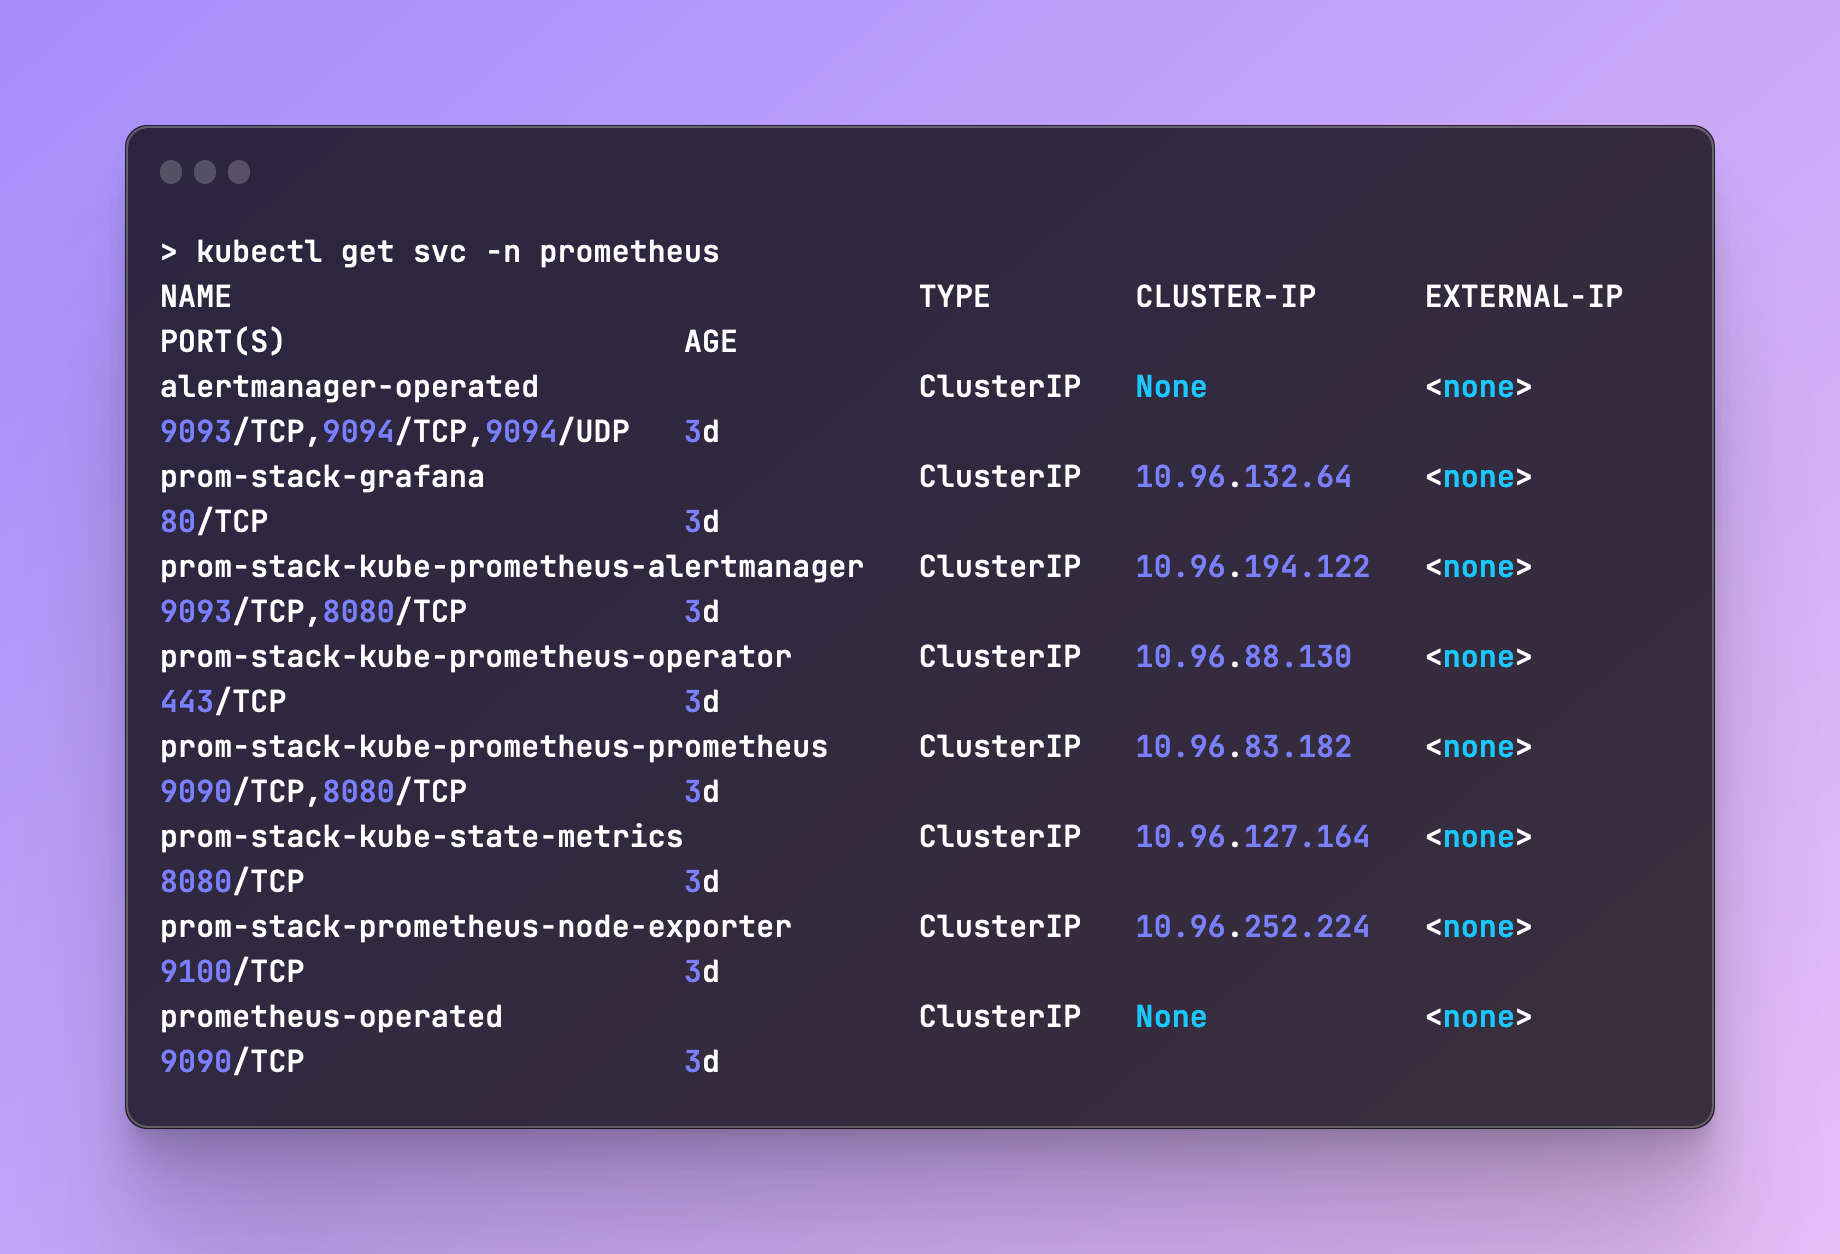 > kubectl get svc -n prometheus
NAME                                      TYPE        CLUSTER-IP      EXTERNAL-IP
PORT(S)                      AGE
alertmanager-operated                     ClusterIP   None            <none>
9093/TCP,9094/TCP,9094/UDP   3d
prom-stack-grafana                        ClusterIP   10.96.132.64    <none>
80/TCP                       3d
prom-stack-kube-prometheus-alertmanager   ClusterIP   10.96.194.122   <none>
9093/TCP,8080/TCP            3d
prom-stack-kube-prometheus-operator       ClusterIP   10.96.88.130    <none>
443/TCP                      3d
prom-stack-kube-prometheus-prometheus     ClusterIP   10.96.83.182    <none>
9090/TCP,8080/TCP            3d
prom-stack-kube-state-metrics             ClusterIP   10.96.127.164   <none>
8080/TCP                     3d
prom-stack-prometheus-node-exporter       ClusterIP   10.96.252.224   <none>
9100/TCP                     3d
prometheus-operated                       ClusterIP   None            <none>
9090/TCP                     3d